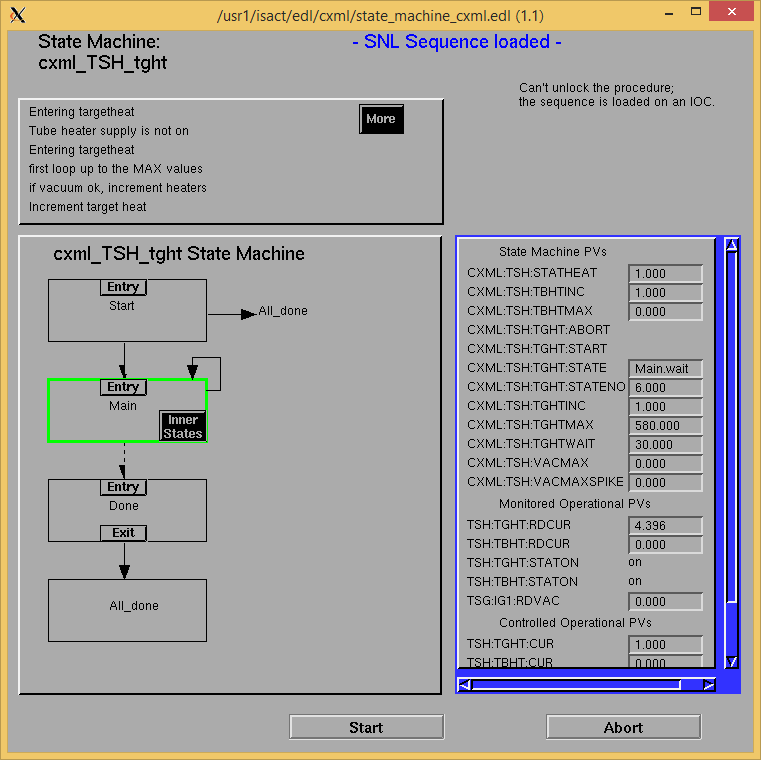 /usr1/isact/edl/cxml/state_machine_cxml.edl (1.1)
State Machine:
cxml_TSH_tght
- SNL Sequence loaded -
Can't unlock the procedure;
the sequence is loaded on an IOC.
Entering targetheat
Tube heater supply is not on
Entering targetheat
first loop up to the MAX values
if vacuum ok, increment heaters
Increment target heat
More
cxml_TSH_tght State Machine
Entry
Start
All_done
Entry
Main
Inner
States
Entry
Done
Exit
All_done
State Machine PVs
CXML:TSH:STATHEAT 1.000
CXML:TSH:TBHTINC 1.000
CXML:TSH:TBHTMAX 0.000
CXML:TSH:TGHT:ABORT
CXML:TSH:TGHT:START
CXML:TSH:TGHT:STATE Main.wait
CXML:TSH:TGHT:STATENO 6.000
CXML:TSH:TGHTINC 1.000
CXML:TSH:TGHTMAX 580.000
CXML:TSH:TGHTWAIT 30.000
CXML:TSH:VACMAX 0.000
CXML:TSH:VACMAXSPIKE 0.000
Monitored Operational PVs
TSH:TGHT:RDCUR 4.396
TSH:TBHT:RDCUR 0.000
TSH:TGHT:STATON on
TSH:TBHT:STATON on
TSG:IG1:RDVAC 0.000
Controlled Operational PVs
TSH:TGHT:CUR 1.000
TSH:TBHT:CUR 0.000
Start
Abort